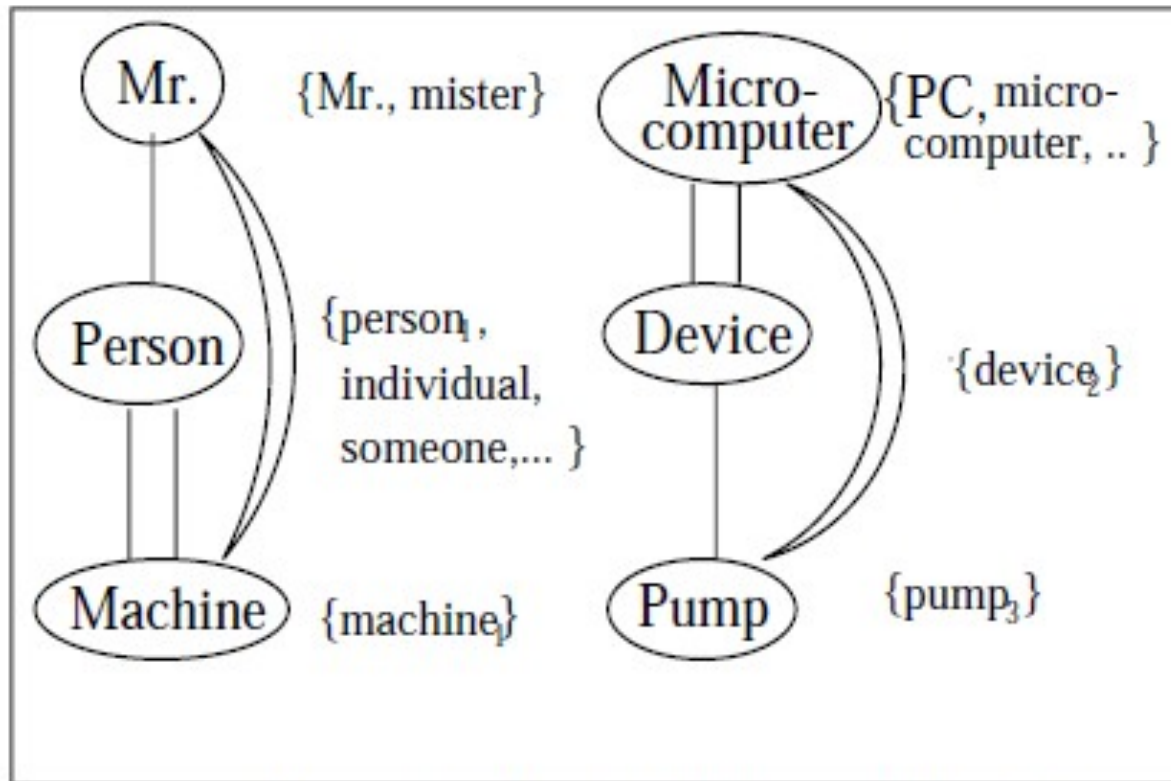 Mr.
{Mr., mister}
Person
{person1,
individual,
someone,... }
Machine
{machine1}
Micro-
computer
{PC, micro-
computer, .. }
Device
{device2}
Pump
{pump3}